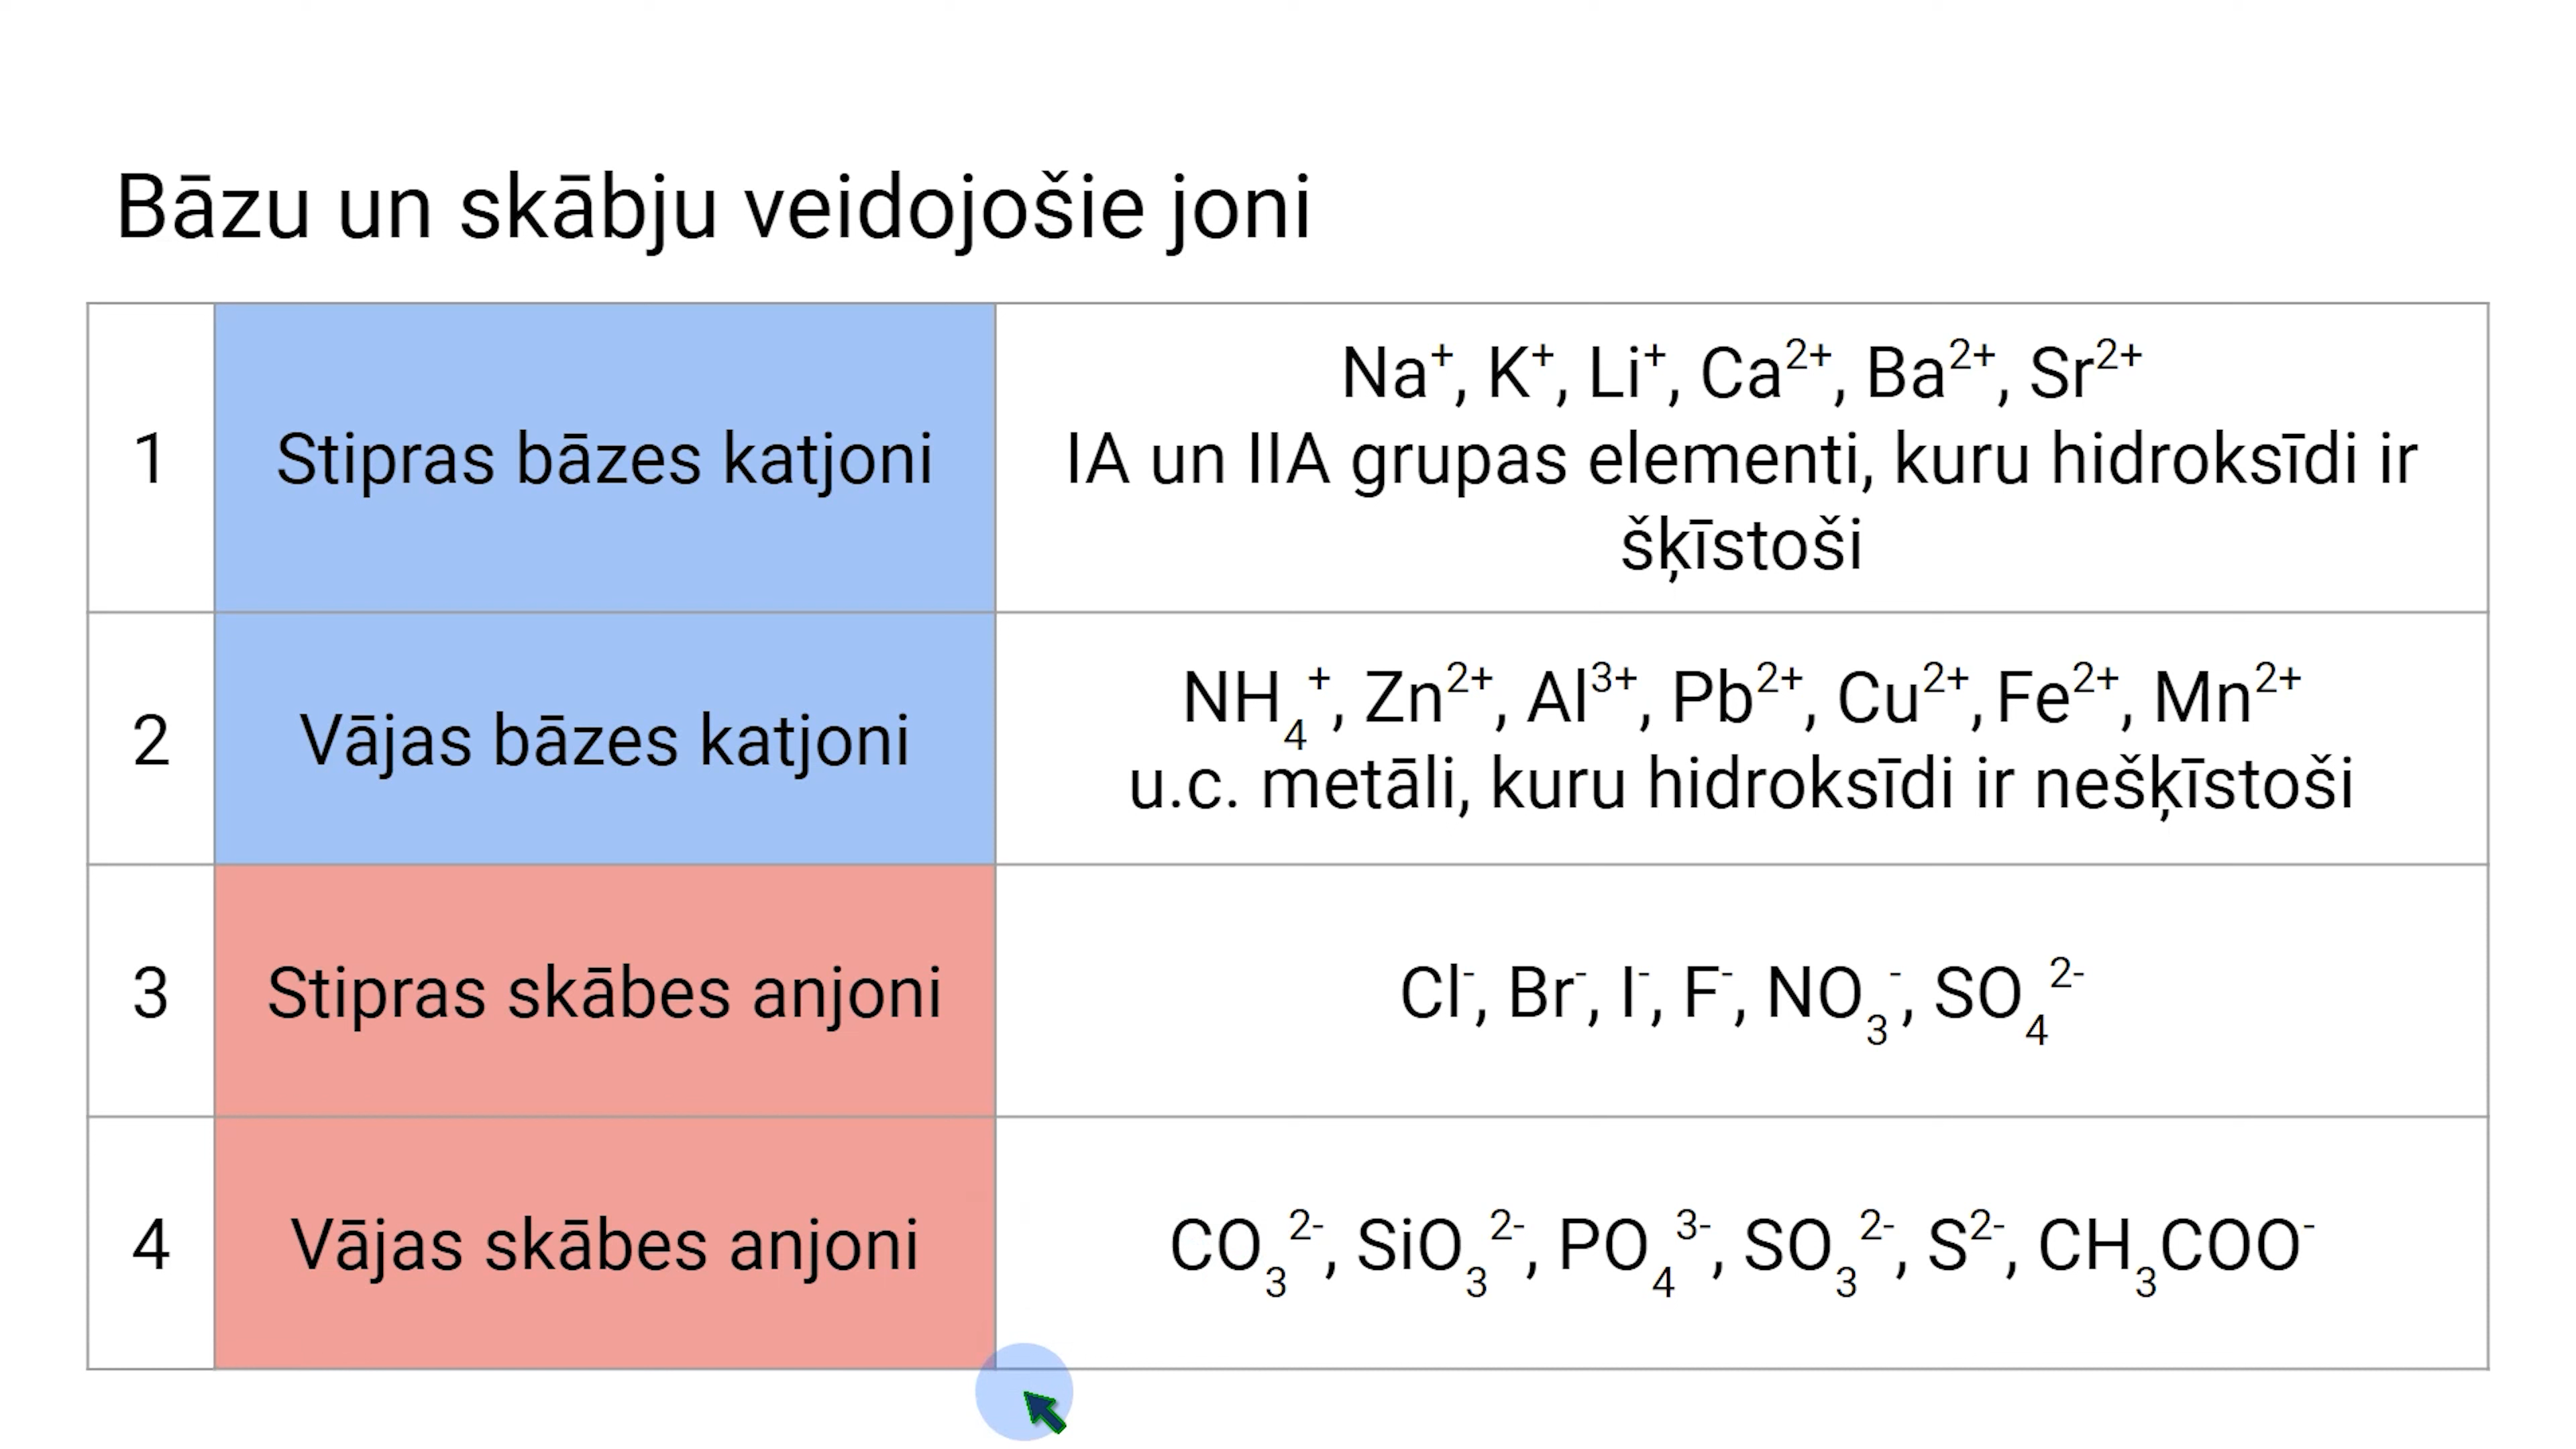 Bāzu un skābju veidojošie joni
1
Stipras bāzes katjoni
Na⁺, K⁺, Li⁺, Ca²⁺, Ba²⁺, Sr²⁺
IA un IIA grupas elementi, kuru hidroksīdi ir
šķīstoši
2
Vājas bāzes katjoni
NH₄⁺, Zn²⁺, Al³⁺, Pb²⁺, Cu²⁺, Fe²⁺, Mn²⁺
u.c. metāli, kuru hidroksīdi ir nešķīstoši
3
Stipras skābes anjoni
Cl⁻, Br⁻, I⁻, F⁻, NO₃⁻, SO₄²⁻
4
Vājas skābes anjoni
CO₃²⁻, SiO₃²⁻, PO₄³⁻, SO₃²⁻, S²⁻, CH₃COO⁻